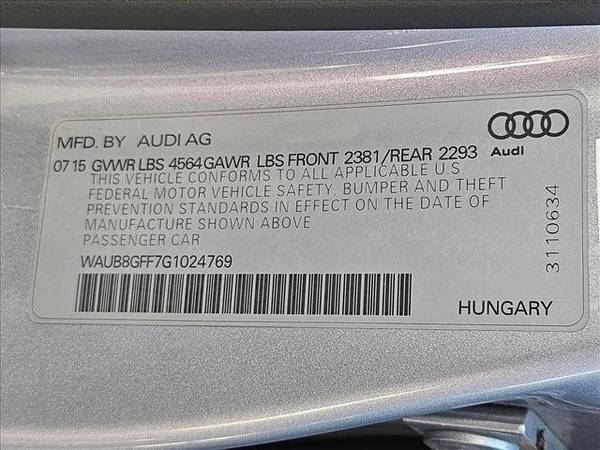 MFD. BY AUDI AG
07 15 GVWR LBS 4564 GAWR LBS FRONT 2381/REAR 2293
Audi
THIS VEHICLE CONFORMS TO ALL APPLICABLE U S
FEDERAL MOTOR VEHICLE SAFETY, BUMPER AND THEFT
PREVENTION STANDARDS IN EFFECT ON THE DATE OF
MANUFACTURE SHOWN ABOVE
PASSENGER CAR
WAUB8GFF7G1024769
3110634
HUNGARY